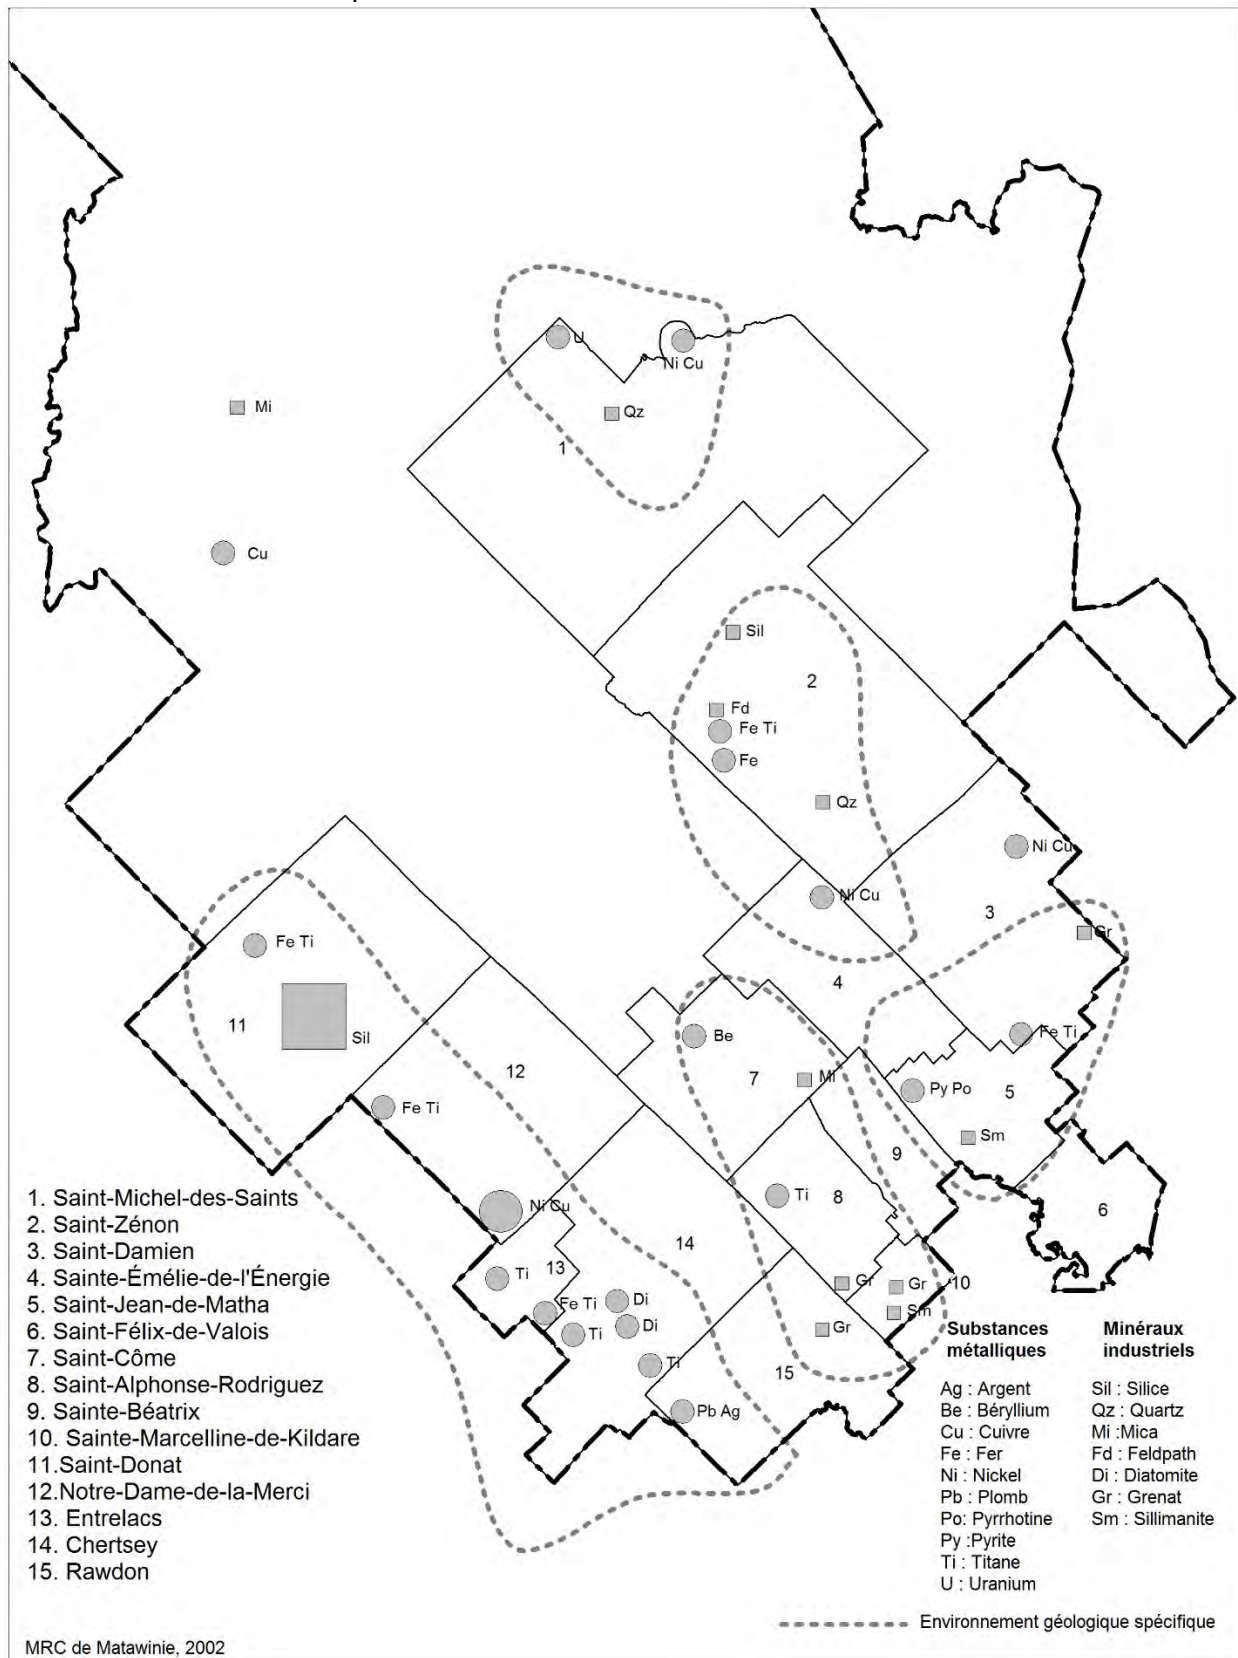 U
Ni Cu
Mi
Qz
1
Cu
Sil
2
Fd
Fe Ti
Fe
Qz
Ni Cu
Ni Cu
3
Gr
Fe Ti
4
11
Sil
Be
Fe Ti
12
7
Mi
Py Po
5
Fe Ti
Sm
9
Ti
8
Ni Cu
6
14
13
Ti
Gr
Gr
10
Fe Ti
Di
Sm
Ti
Di
Gr
Ti
15
Pb Ag
1. Saint-Michel-des-Saints
2. Saint-Zénon
3. Saint-Damien
4. Sainte-Émélie-de-l'Énergie
5. Saint-Jean-de-Matha
6. Saint-Félix-de-Valois
7. Saint-Côme
8. Saint-Alphonse-Rodriguez
9. Sainte-Béatrix
10. Sainte-Marcelline-de-Kildare
11.Saint-Donat
12.Notre-Dame-de-la-Merci
13. Entrelacs
14. Chertsey
15. Rawdon
Substances
métalliques
Ag : Argent
Be : Béryllium
Cu : Cuivre
Fe : Fer
Ni : Nickel
Pb : Plomb
Po: Pyrrhotine
Py :Pyrite
Ti : Titane
U : Uranium
Minéraux
industriels
Sil : Silice
Qz : Quartz
Mi :Mica
Fd : Feldpath
Di : Diatomite
Gr : Grenat
Sm : Sillimanite
Environnement géologique spécifique
MRC de Matawinie, 2002